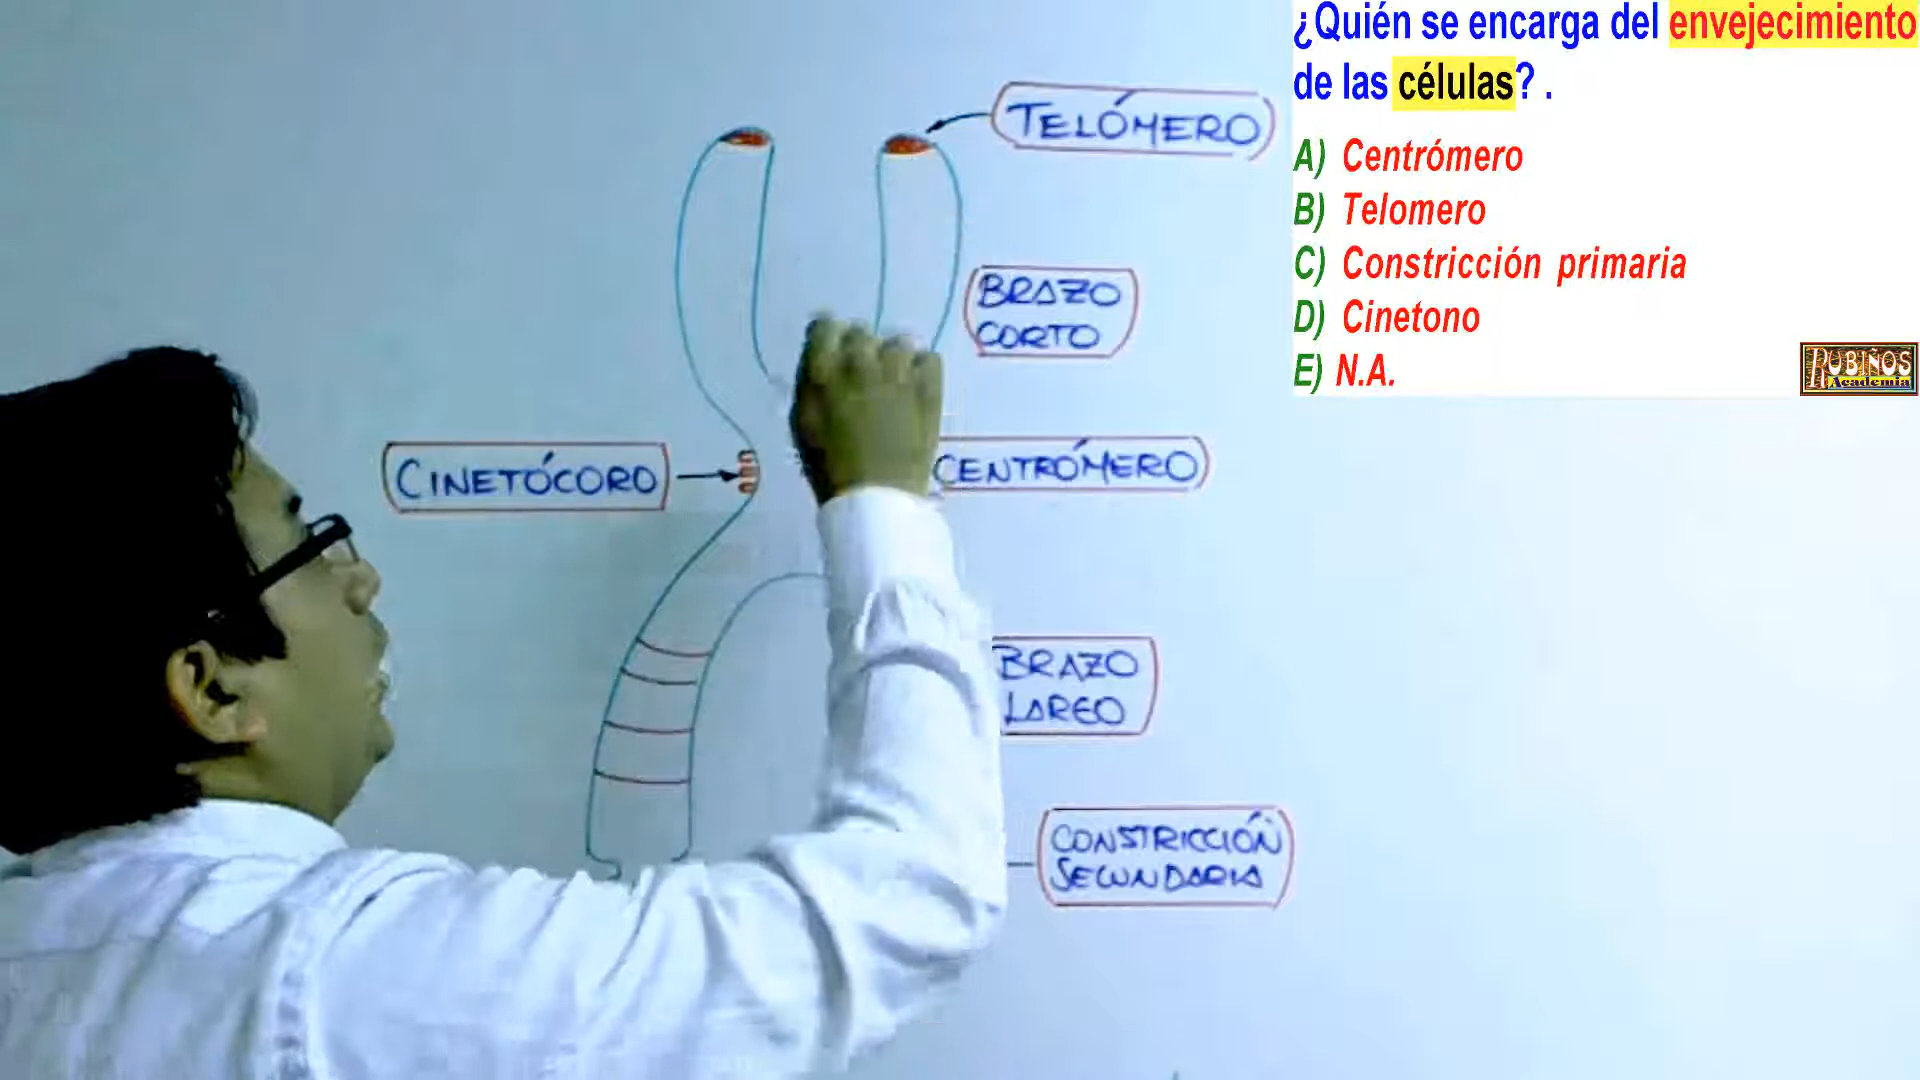 ¿Quién se encarga del envejecimiento
de las células? .
A) Centrómero
B) Telomero
C) Constricción primaria
D) Cinetono
E) N.A.
RUBIÑOS
Academia
TELÓMERO
BRAZO
CORTO
CINETÓCORO
CENTRÓMERO
BRAZO
LARGO
CONSTRICCIÓN
SECUNDARIA